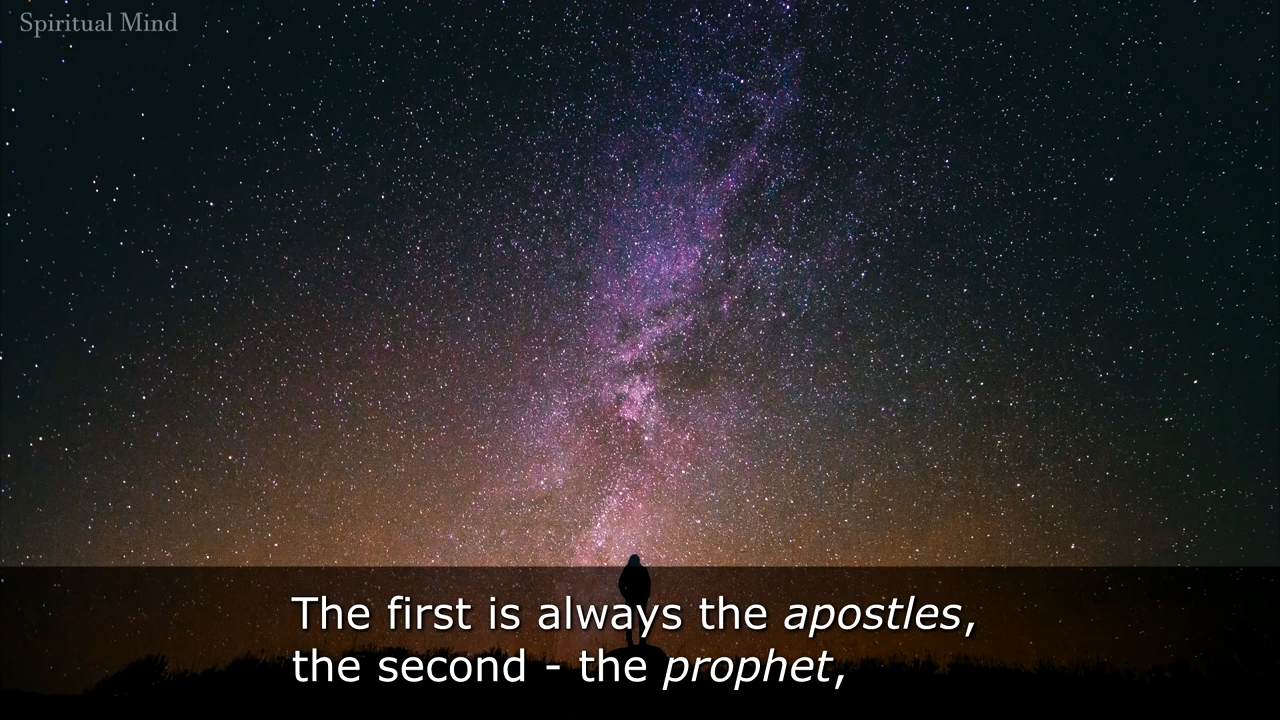 Spiritual Mind
The first is always the apostles,
the second - the prophet,